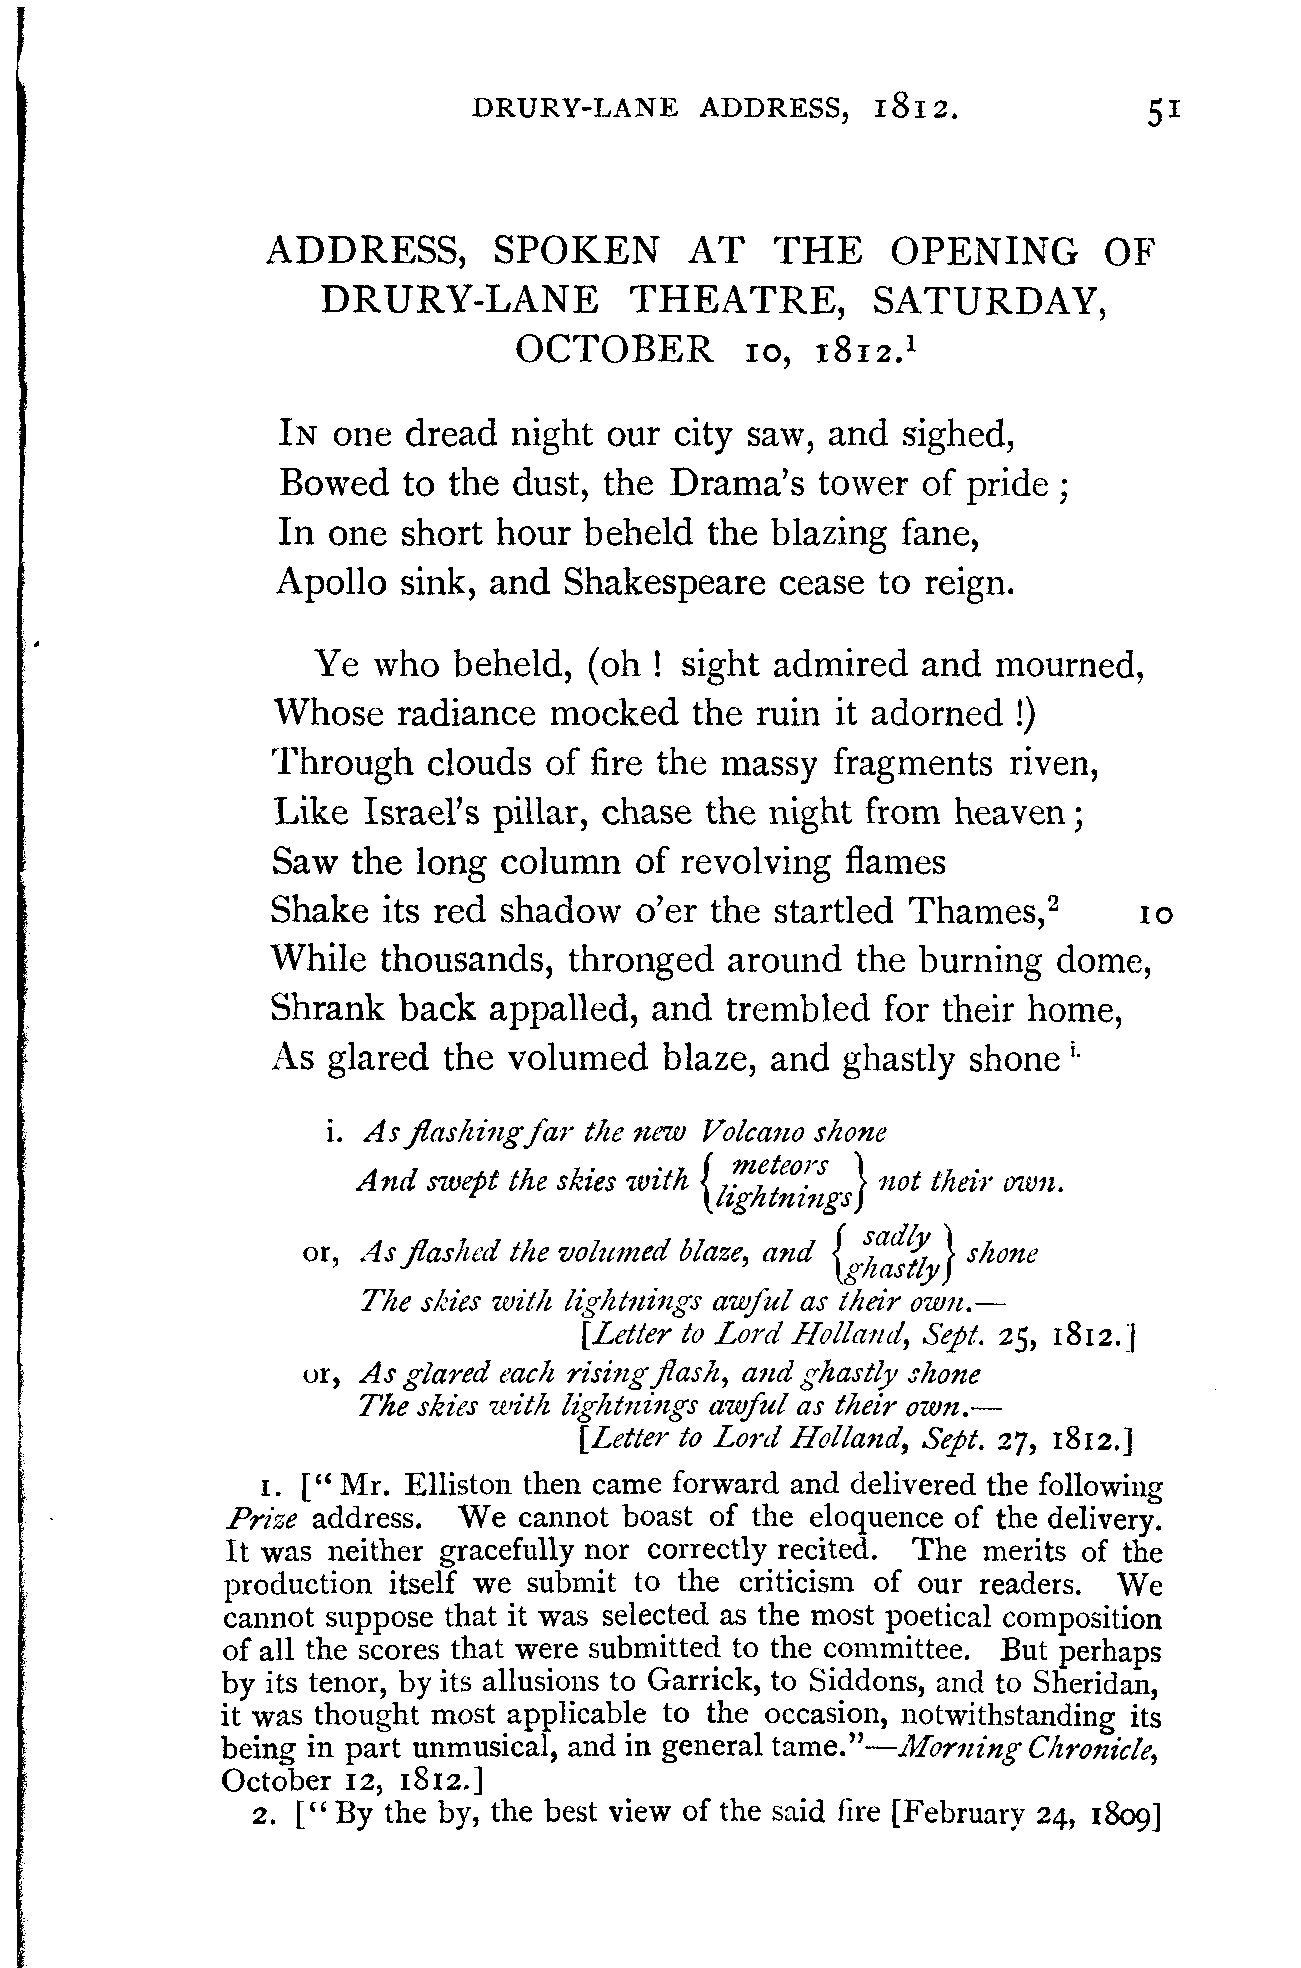 DRURY-LANE ADDRESS, 1812. 51
ADDRESS, SPOKEN AT THE OPENING OF
DRURY-LANE THEATRE, SATURDAY,
OCTOBER 10, 1812.¹
IN one dread night our city saw, and sighed,
Bowed to the dust, the Drama's tower of pride ;
In one short hour beheld the blazing fane,
Apollo sink, and Shakespeare cease to reign.
Ye who beheld, (oh ! sight admired and mourned,
Whose radiance mocked the ruin it adorned !)
Through clouds of fire the massy fragments riven,
Like Israel's pillar, chase the night from heaven ;
Saw the long column of revolving flames
Shake its red shadow o'er the startled Thames,² 10
While thousands, thronged around the burning dome,
Shrank back appalled, and trembled for their home,
As glared the volumed blaze, and ghastly shone i.
i. As flashing far the new Volcano shone
And swept the skies with { meteors / lightnings } not their own.
or, As flashed the volumed blaze, and { sadly / ghastly } shone
The skies with lightnings awful as their own.—
[Letter to Lord Holland, Sept. 25, 1812.]
or, As glared each rising flash, and ghastly shone
The skies with lightnings awful as their own.—
[Letter to Lord Holland, Sept. 27, 1812.]
1. ["Mr. Elliston then came forward and delivered the following
Prize address. We cannot boast of the eloquence of the delivery.
It was neither gracefully nor correctly recited. The merits of the
production itself we submit to the criticism of our readers. We
cannot suppose that it was selected as the most poetical composition
of all the scores that were submitted to the committee. But perhaps
by its tenor, by its allusions to Garrick, to Siddons, and to Sheridan,
it was thought most applicable to the occasion, notwithstanding its
being in part unmusical, and in general tame."—Morning Chronicle,
October 12, 1812.]
2. ["By the by, the best view of the said fire [February 24, 1809]